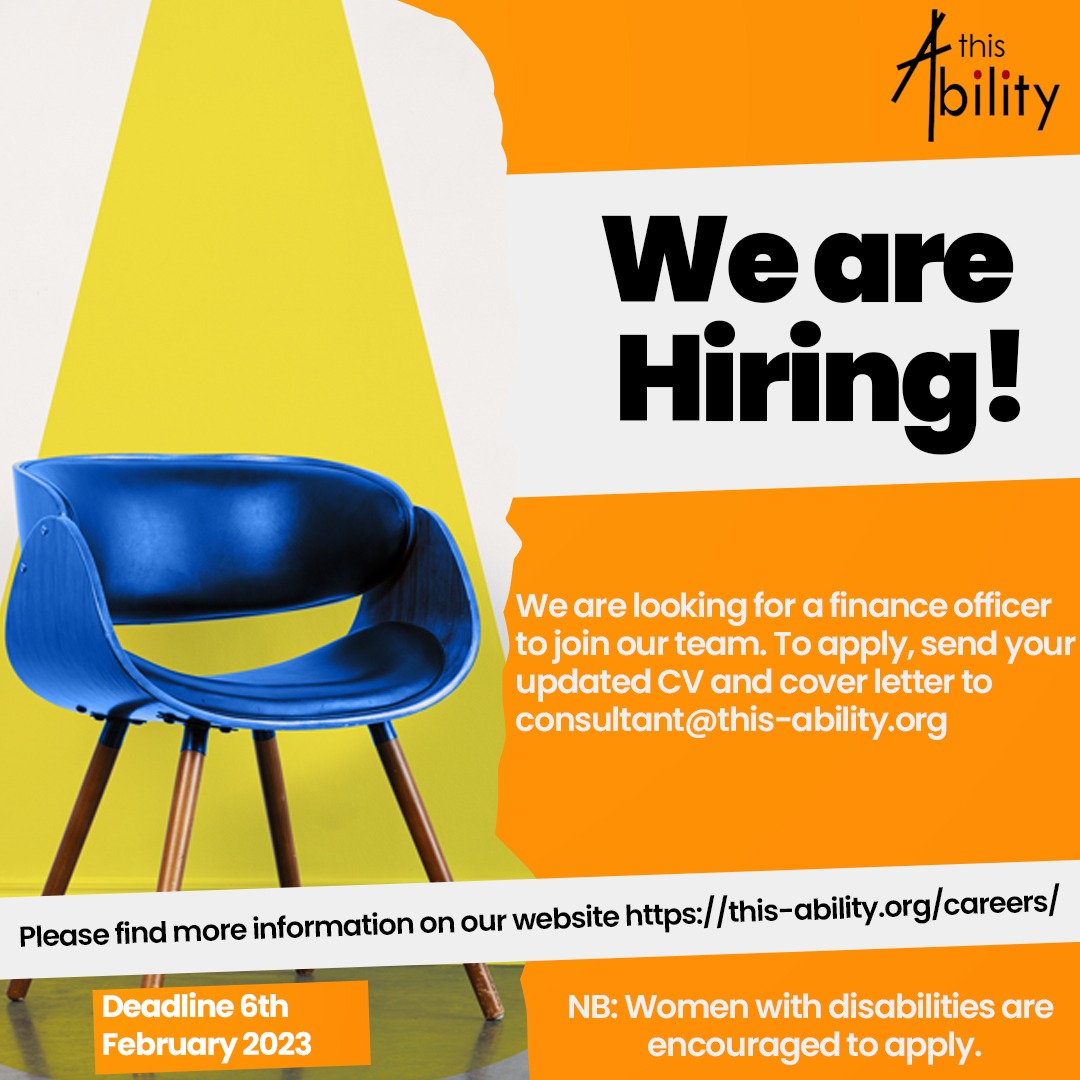 this
Ability
We are
Hiring!
We are looking for a finance officer
to join our team. To apply, send your
updated CV and cover letter to
consultant@this-ability.org
Please find more information on our website https://this-ability.org/careers/
Deadline 6th
February 2023
NB: Women with disabilities are
encouraged to apply.